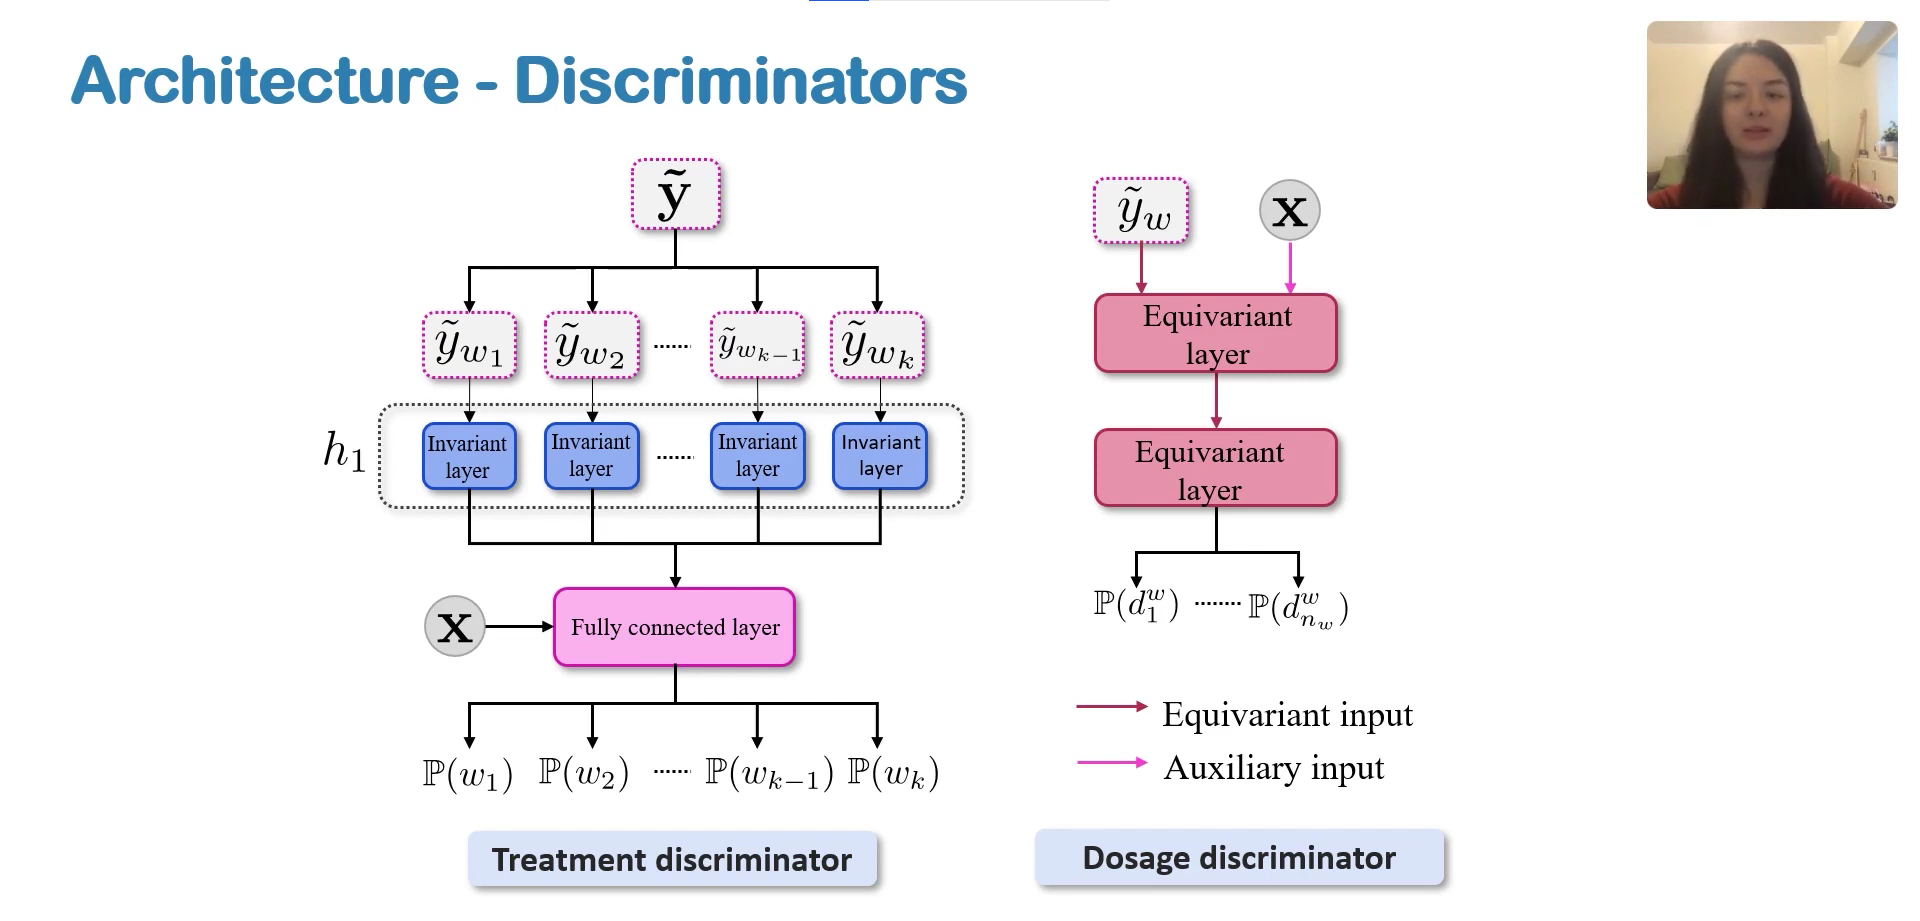 Architecture - Discriminators
ỹ
ỹ_{w_1} ỹ_{w_2} ...... ỹ_{w_{k-1}} ỹ_{w_k}
h_1
Invariant layer Invariant layer ...... Invariant layer Invariant layer
x
Fully connected layer
ℙ(w_1) ℙ(w_2) ...... ℙ(w_{k-1}) ℙ(w_k)
Treatment discriminator
ỹ_w x
Equivariant
layer
Equivariant
layer
ℙ(d_1^w) ........ ℙ(d_{n_w}^w)
Equivariant input
Auxiliary input
Dosage discriminator